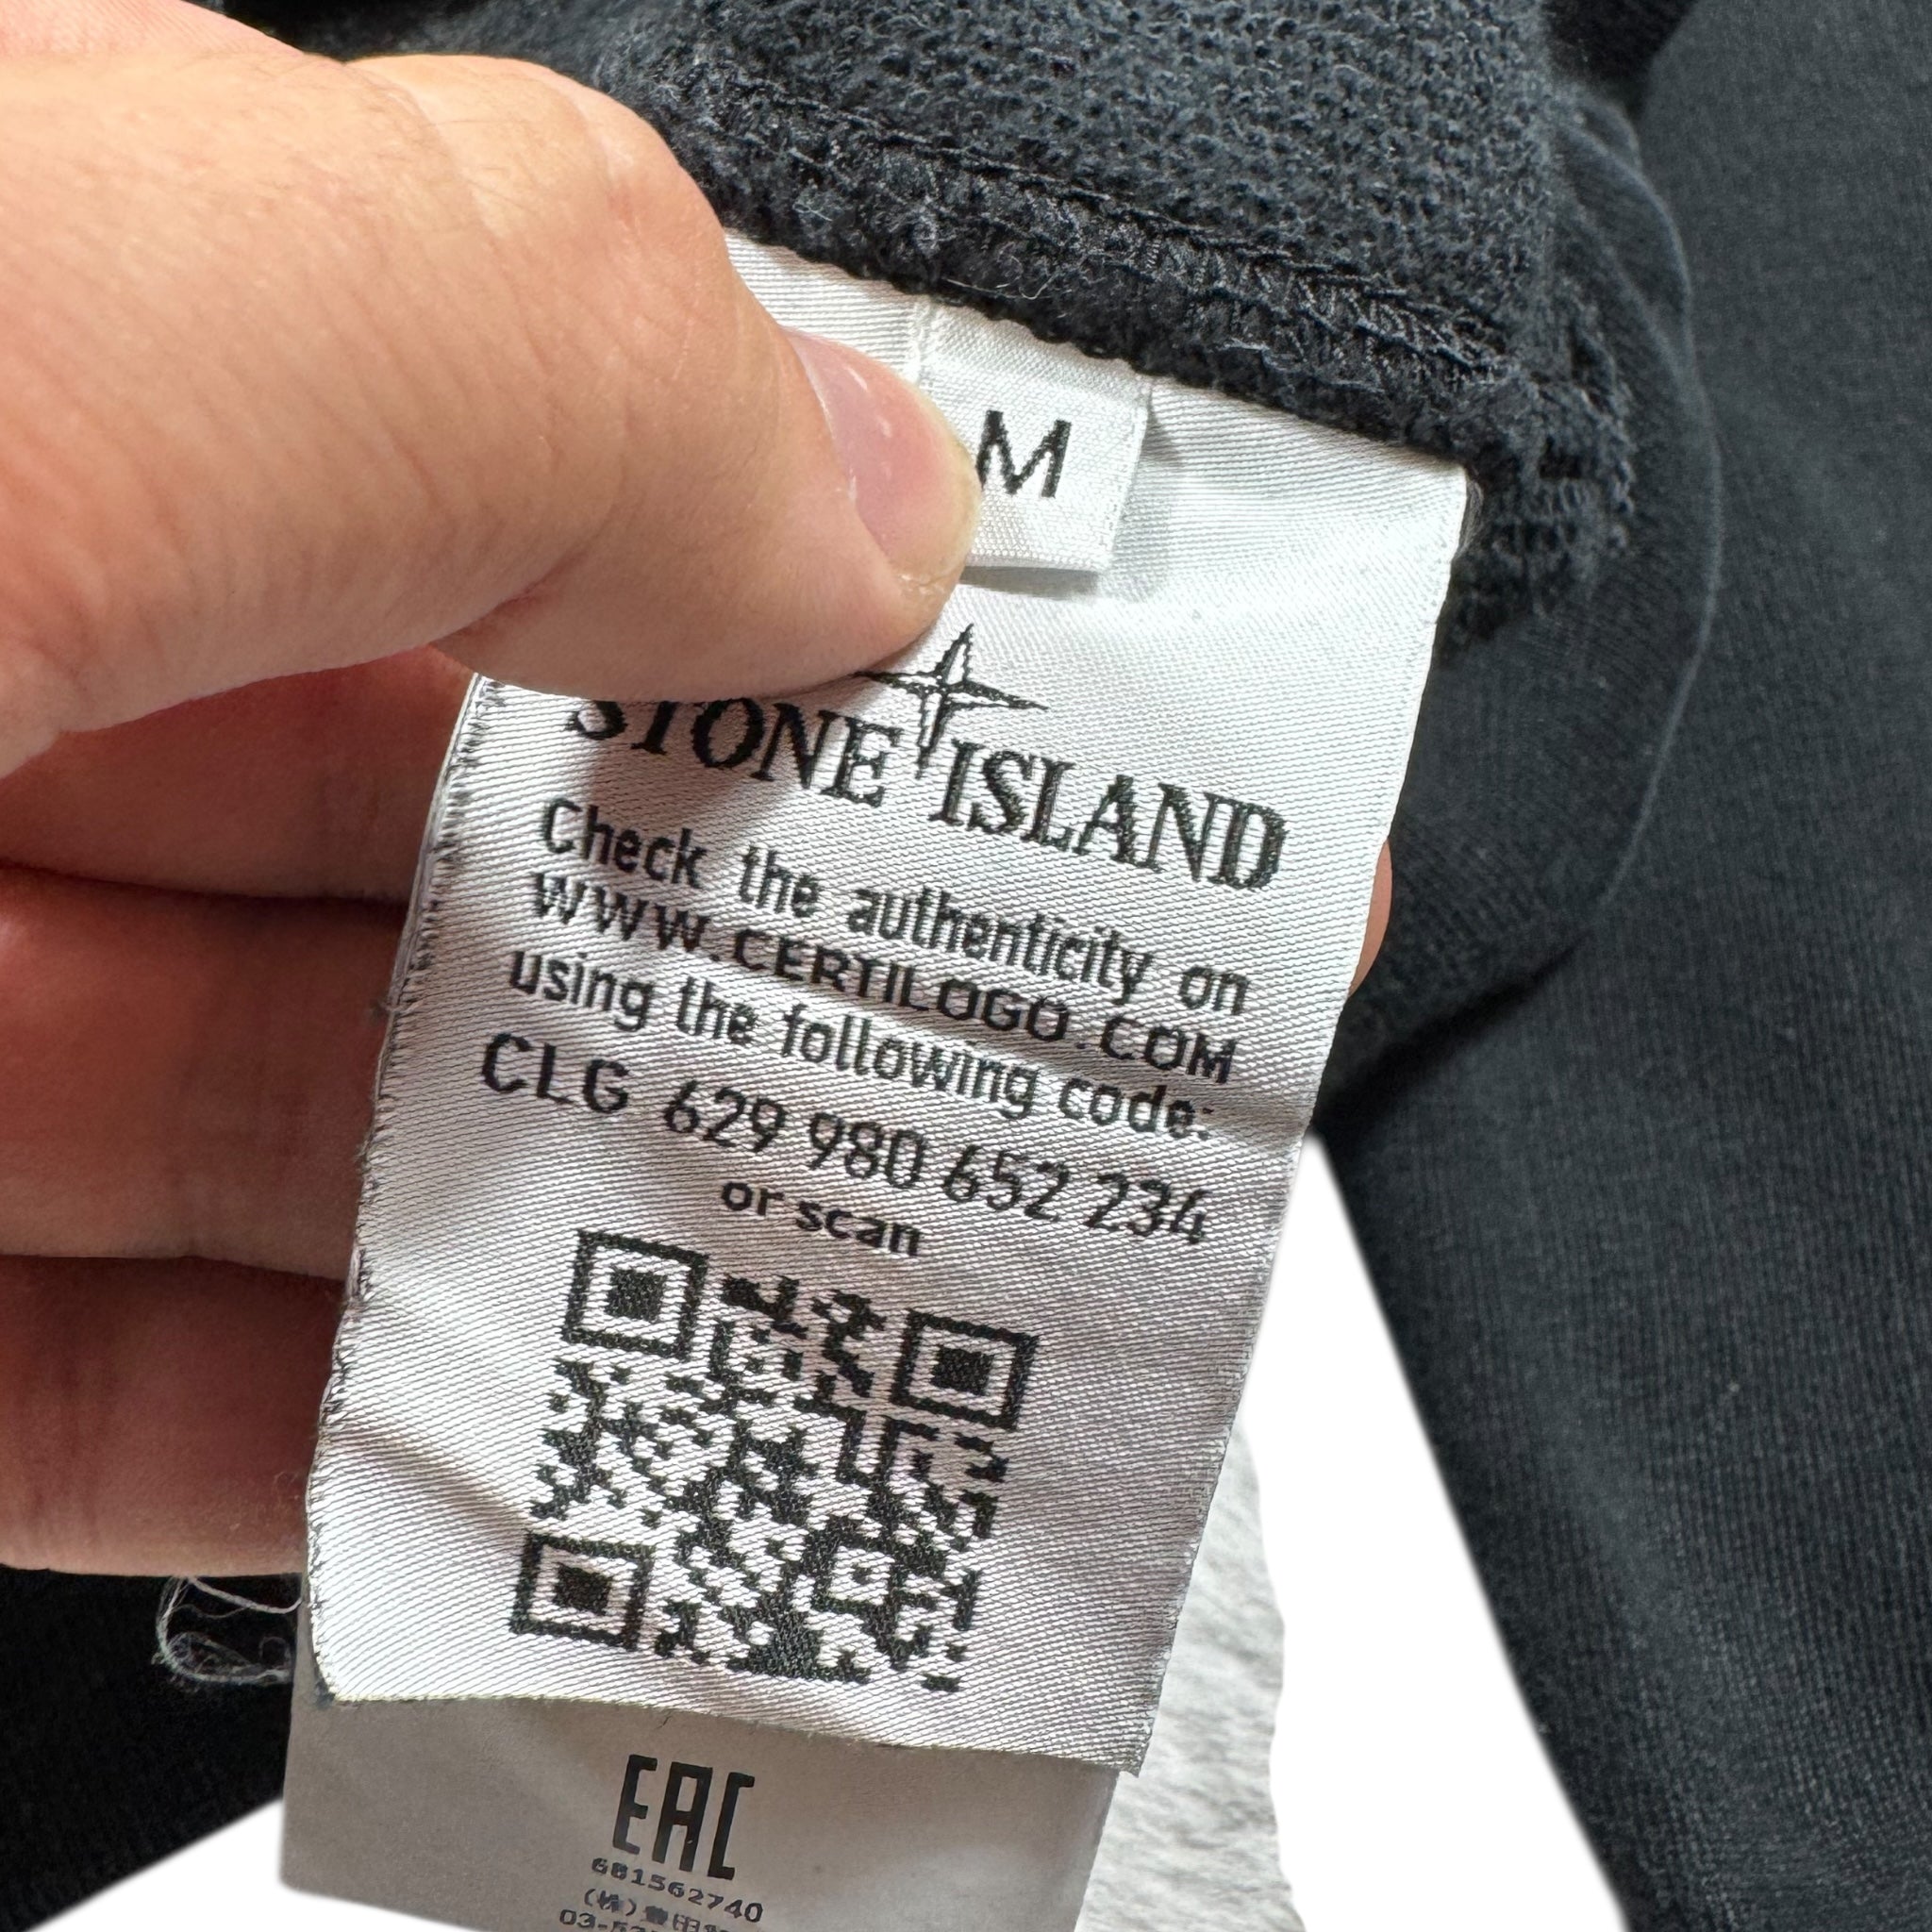 M
STONE ISLAND
Check the authenticity on
WWW.CERTILOGO.COM
using the following code:
CLG 629 980 652 234
or scan
EAC
681562740
(株)